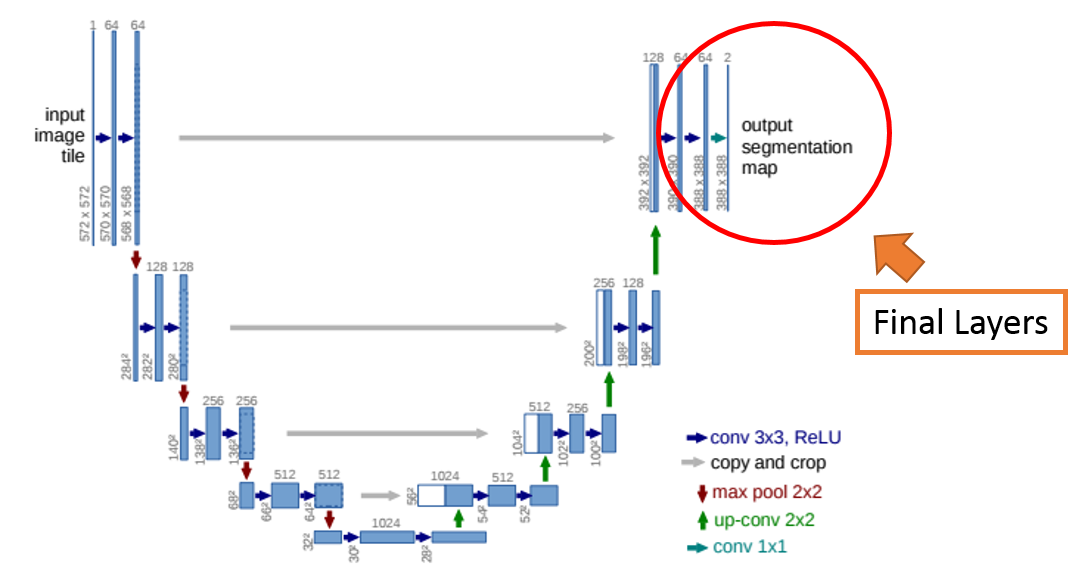 1 64 64
128 64 64 2
input
image
tile
output
segmentation
map
572 x 572
570 x 570
568 x 568
392 x 392
390 x 390
388 x 388
388 x 388
128 128
256 128
284²
282²
280²
200²
198²
196²
Final Layers
256 256
512 256
140²
138²
136²
104²
102²
100²
conv 3x3, ReLU
copy and crop
max pool 2x2
up-conv 2x2
conv 1x1
512 512
1024 512
68²
66²
64²
56²
54²
52²
1024
32²
30²
28²